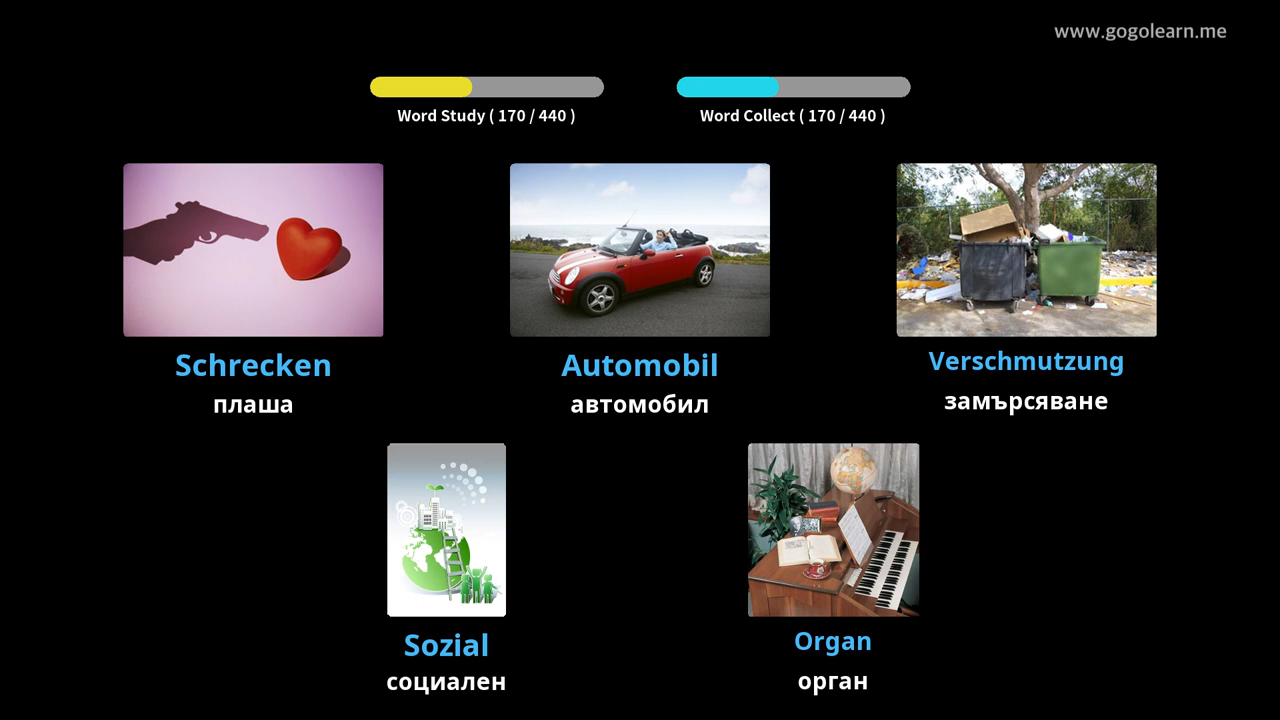 www.gogolearn.me
Word Study ( 170 / 440 )
Word Collect ( 170 / 440 )
Schrecken
плаша
Automobil
автомобил
Verschmutzung
замърсяване
Sozial
социален
Organ
орган